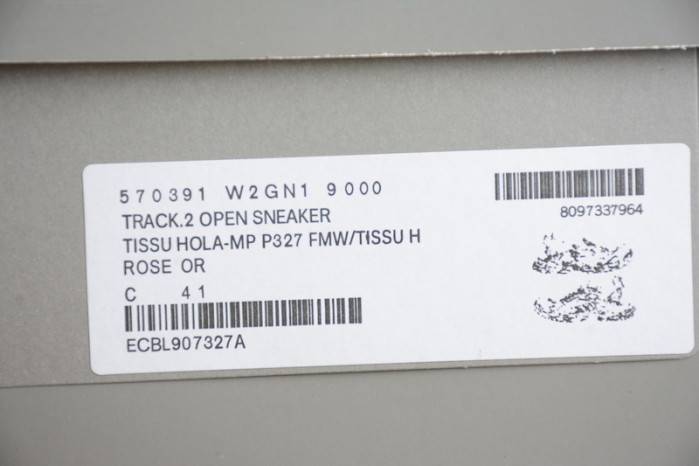 570391 W2GN1 9000
TRACK.2 OPEN SNEAKER
TISSU HOLA-MP P327 FMW/TISSU H
ROSE OR
C 41
ECBL907327A
8097337964